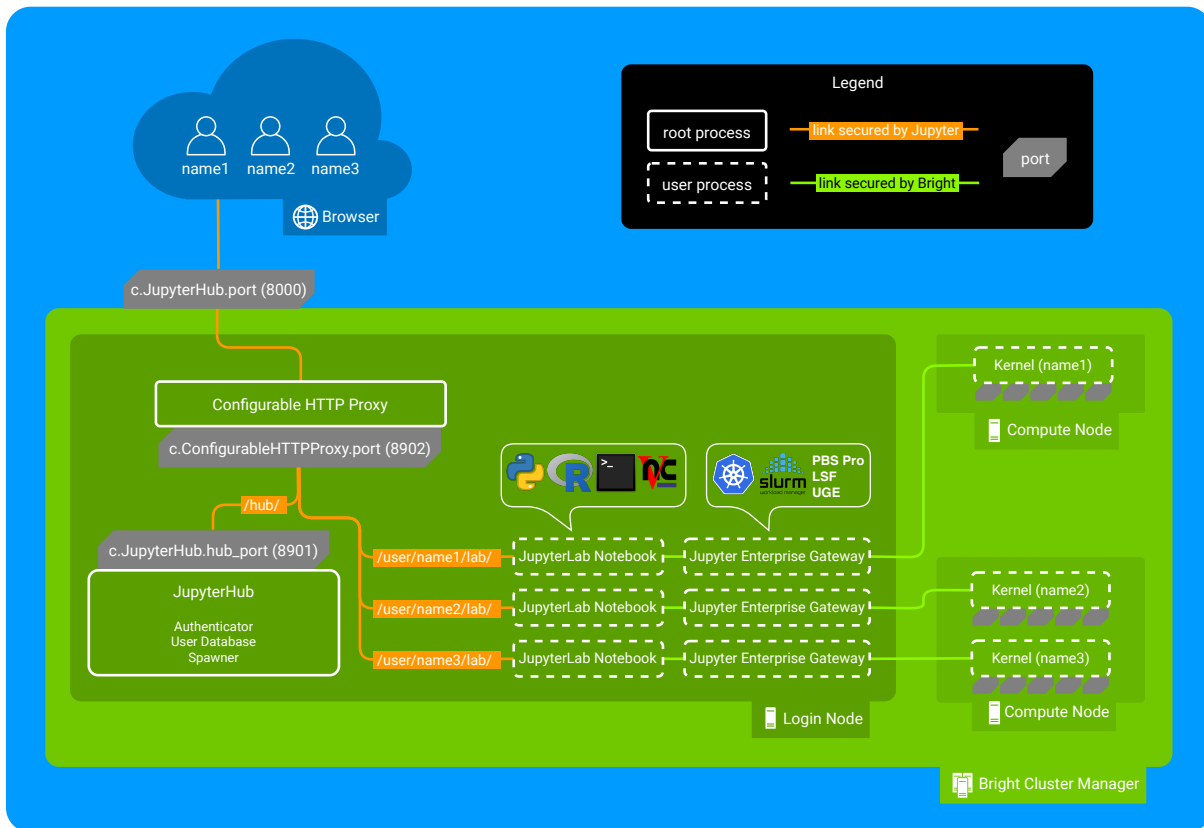 name1
name2
name3
Browser
Legend
root process
link secured by Jupyter
port
user process
link secured by Bright
c.JupyterHub.port (8000)
Configurable HTTP Proxy
c.ConfigurableHTTPProxy.port (8902)
/hub/
c.JupyterHub.hub_port (8901)
JupyterHub
Authenticator
User Database
Spawner
R
>_
VNC
slurm
workload manager
PBS Pro
LSF
UGE
/user/name1/lab/
JupyterLab Notebook
Jupyter Enterprise Gateway
/user/name2/lab/
JupyterLab Notebook
Jupyter Enterprise Gateway
/user/name3/lab/
JupyterLab Notebook
Jupyter Enterprise Gateway
Login Node
Kernel (name1)
Compute Node
Kernel (name2)
Kernel (name3)
Compute Node
Bright Cluster Manager